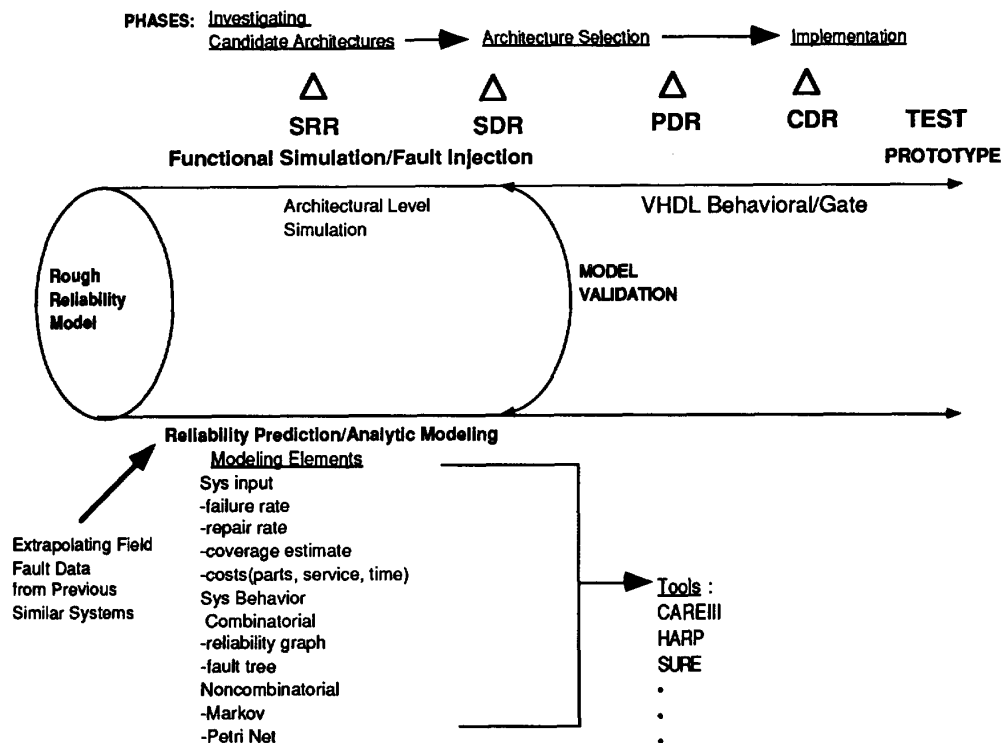 PHASES: Investigating
Candidate Architectures
Architecture Selection
Implementation
SRR
SDR
PDR
CDR
TEST
Functional Simulation/Fault Injection
PROTOTYPE
Architectural Level
Simulation
VHDL Behavioral/Gate
Rough
Reliability
Model
MODEL
VALIDATION
Reliability Prediction/Analytic Modeling
Modeling Elements
Sys input
-failure rate
-repair rate
-coverage estimate
-costs(parts, service, time)
Sys Behavior
Combinatorial
-reliability graph
-fault tree
Noncombinatorial
-Markov
-Petri Net
Extrapolating Field
Fault Data
from Previous
Similar Systems
Tools :
CAREIII
HARP
SURE
•
•
•